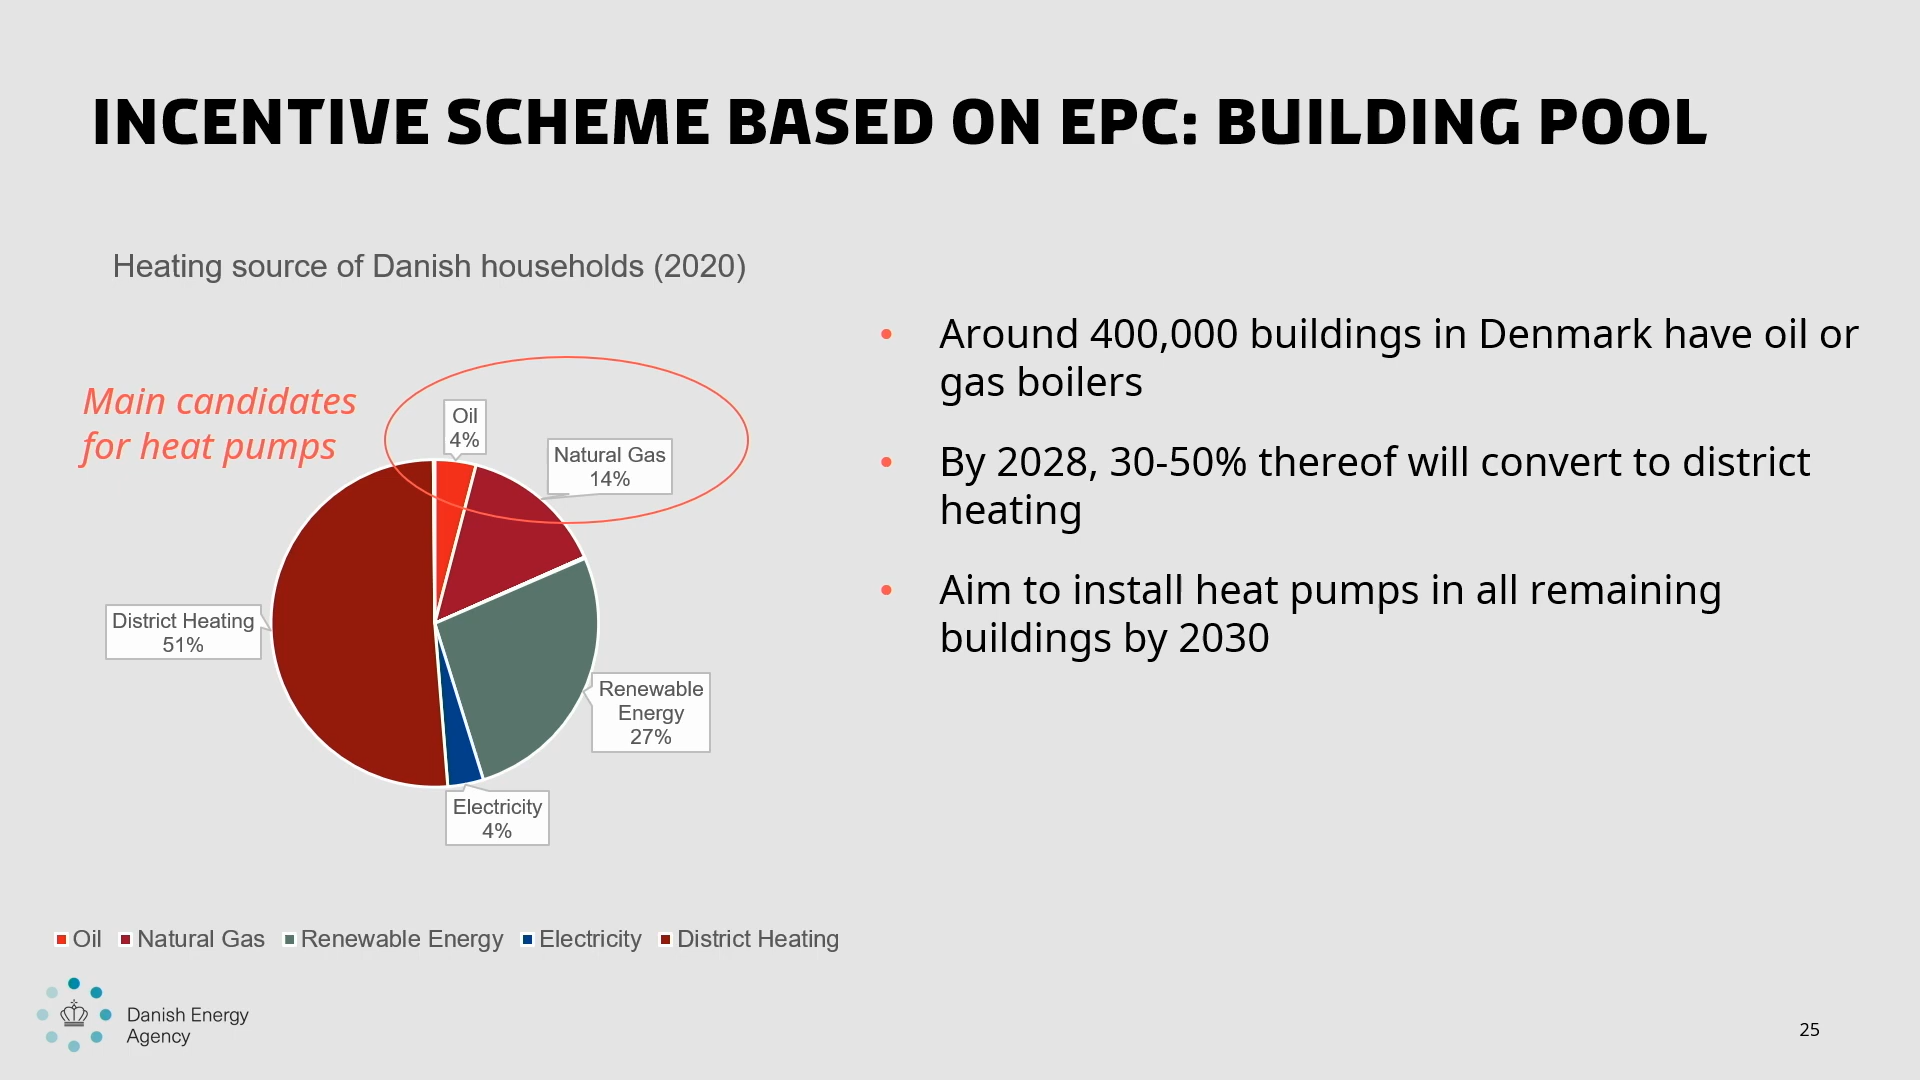 INCENTIVE SCHEME BASED ON EPC: BUILDING POOL
Heating source of Danish households (2020)
Main candidates
for heat pumps
Oil
4%
Natural Gas
14%
District Heating
51%
Renewable
Energy
27%
Electricity
4%
Oil Natural Gas Renewable Energy Electricity District Heating
• Around 400,000 buildings in Denmark have oil or
gas boilers
• By 2028, 30-50% thereof will convert to district
heating
• Aim to install heat pumps in all remaining
buildings by 2030
Danish Energy
Agency
25